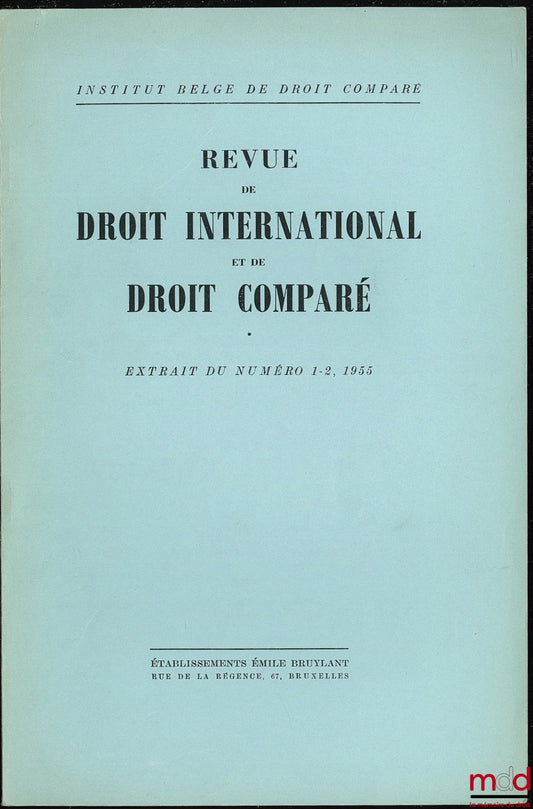 INSTITUT BELGE DE DROIT COMPARÉ
REVUE
DE
DROIT INTERNATIONAL
ET DE
DROIT COMPARÉ
EXTRAIT DU NUMÉRO 1-2, 1955
ÉTABLISSEMENTS ÉMILE BRUYLANT
RUE DE LA RÉGENCE, 67, BRUXELLES
mdd